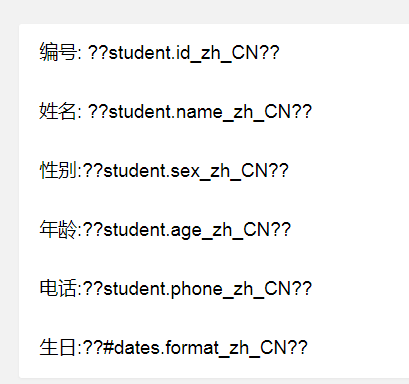 编号: ??student.id_zh_CN??
姓名: ??student.name_zh_CN??
性别:??student.sex_zh_CN??
年龄:??student.age_zh_CN??
电话:??student.phone_zh_CN??
生日:??#dates.format_zh_CN??